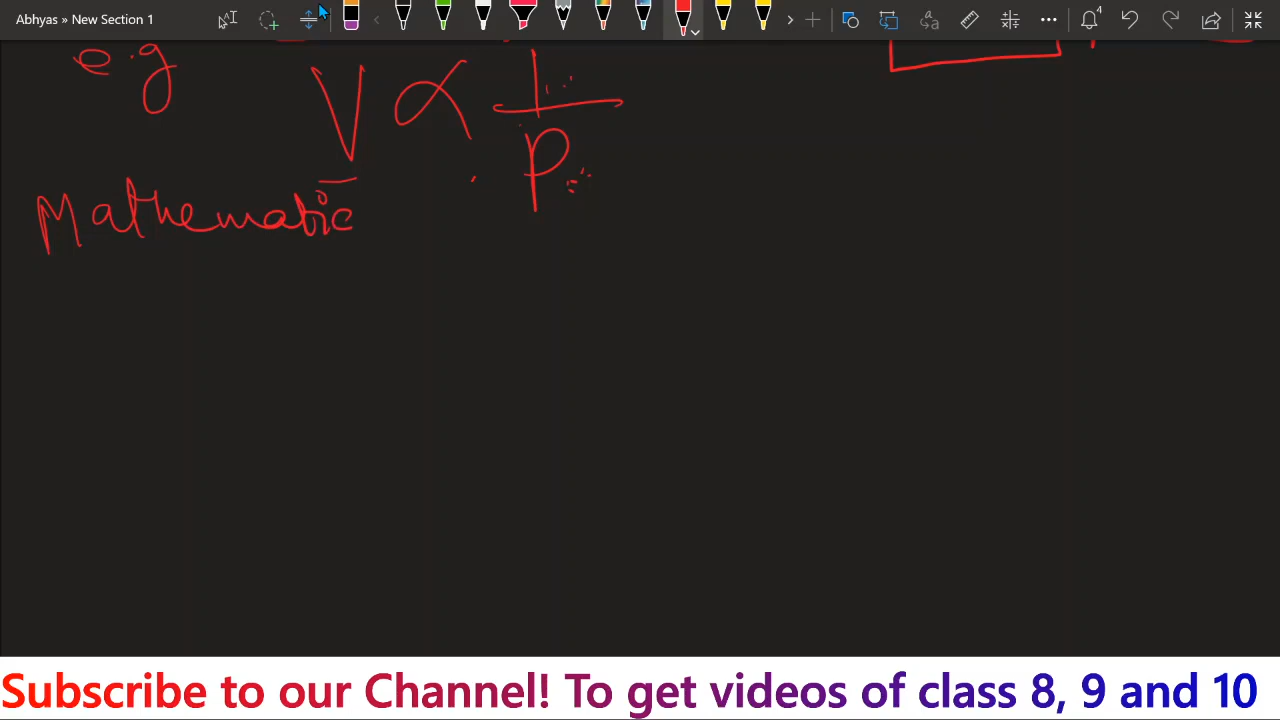 Abhyas » New Section 1
4
e.g
V ∝ 1/P
Mathematic
Subscribe to our Channel! To get videos of class 8, 9 and 10